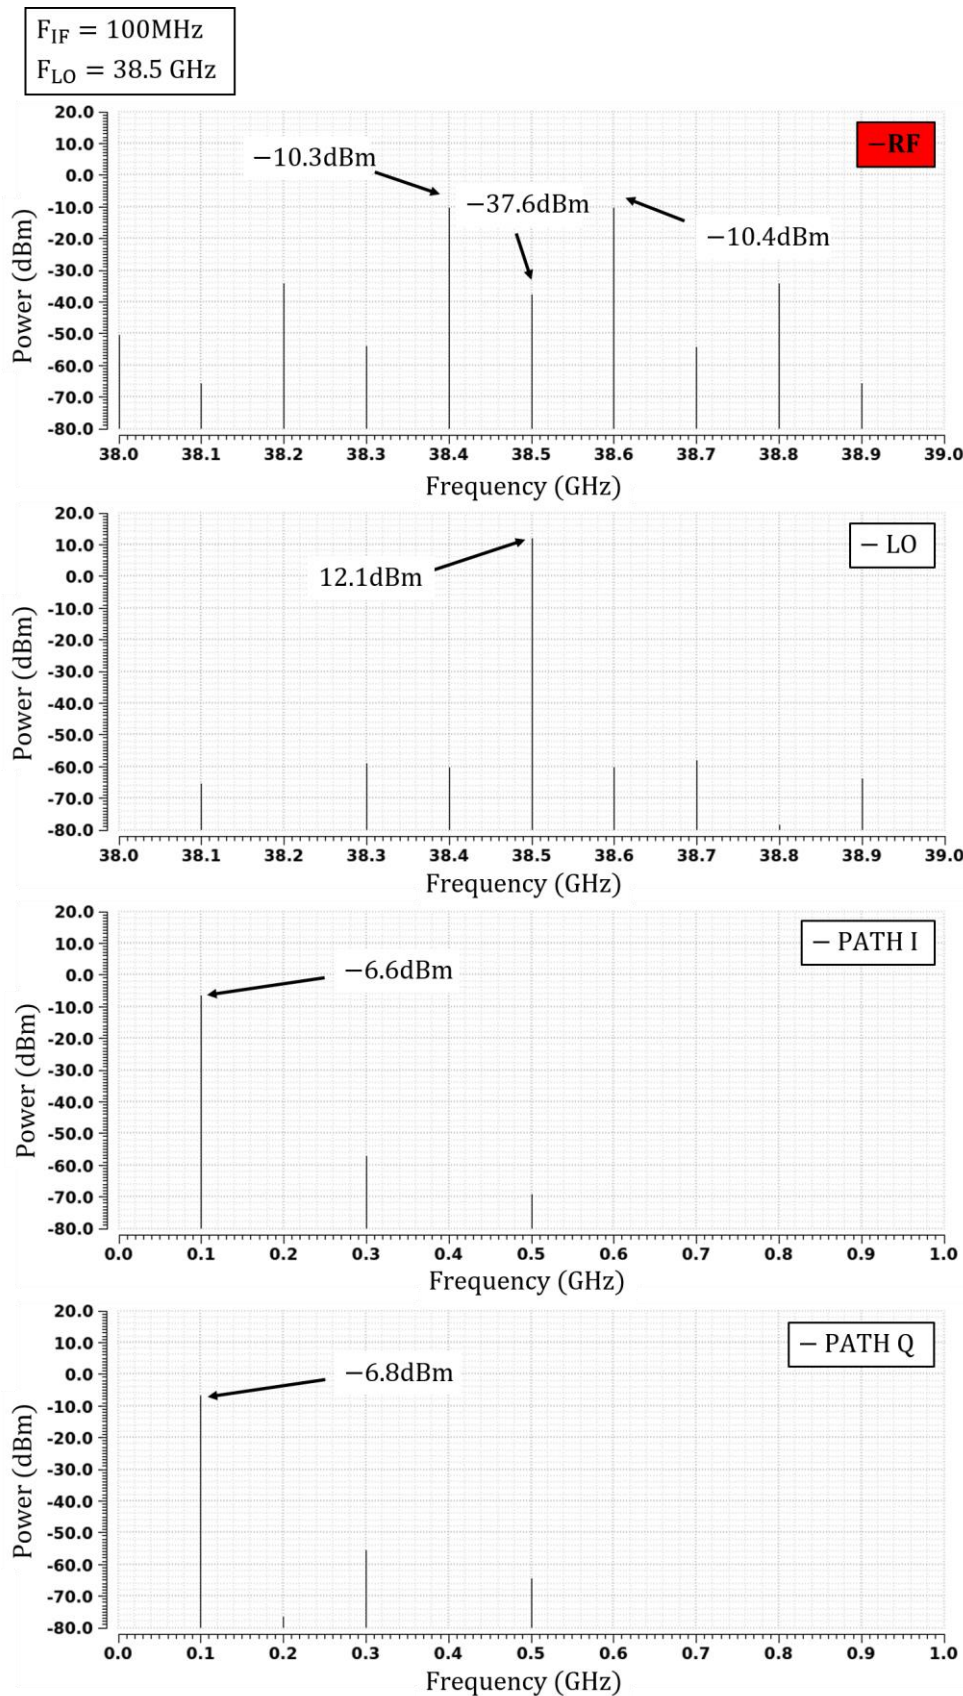 F_IF = 100MHz
F_LO = 38.5 GHz
20.0
10.0
0.0
-10.0
-20.0
-30.0
-40.0
-50.0
-60.0
-70.0
-80.0
Power (dBm)
−10.3dBm
−37.6dBm
−10.4dBm
−RF
38.0 38.1 38.2 38.3 38.4 38.5 38.6 38.7 38.8 38.9 39.0
Frequency (GHz)
20.0
10.0
0.0
-10.0
-20.0
-30.0
-40.0
-50.0
-60.0
-70.0
-80.0
Power (dBm)
12.1dBm
− LO
38.0 38.1 38.2 38.3 38.4 38.5 38.6 38.7 38.8 38.9 39.0
Frequency (GHz)
20.0
10.0
0.0
-10.0
-20.0
-30.0
-40.0
-50.0
-60.0
-70.0
-80.0
Power (dBm)
−6.6dBm
− PATH I
0.0 0.1 0.2 0.3 0.4 0.5 0.6 0.7 0.8 0.9 1.0
Frequency (GHz)
20.0
10.0
0.0
-10.0
-20.0
-30.0
-40.0
-50.0
-60.0
-70.0
-80.0
Power (dBm)
−6.8dBm
− PATH Q
0.0 0.1 0.2 0.3 0.4 0.5 0.6 0.7 0.8 0.9 1.0
Frequency (GHz)